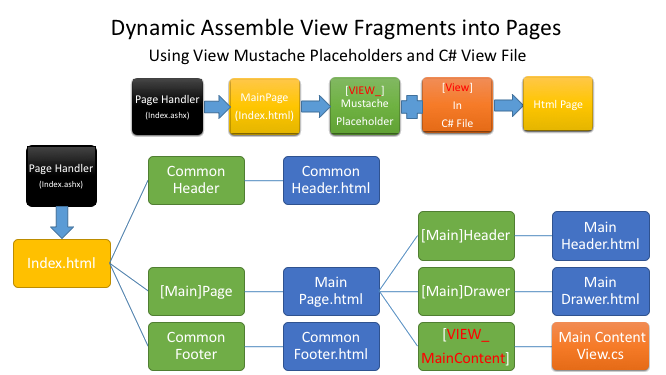 Dynamic Assemble View Fragments into Pages
Using View Mustache Placeholders and C# View File
Page Handler
(Index.ashx)
MainPage
(Index.html)
[VIEW_]
Mustache
Placeholder
[View]
In
C# File
Html Page
Page Handler
(Index.ashx)
Index.html
Common
Header
Common
Header.html
[Main]Page
Main
Page.html
Common
Footer
Common
Footer.html
[Main]Header
Main
Header.html
[Main]Drawer
Main
Drawer.html
[VIEW_
MainContent]
Main Content
View.cs